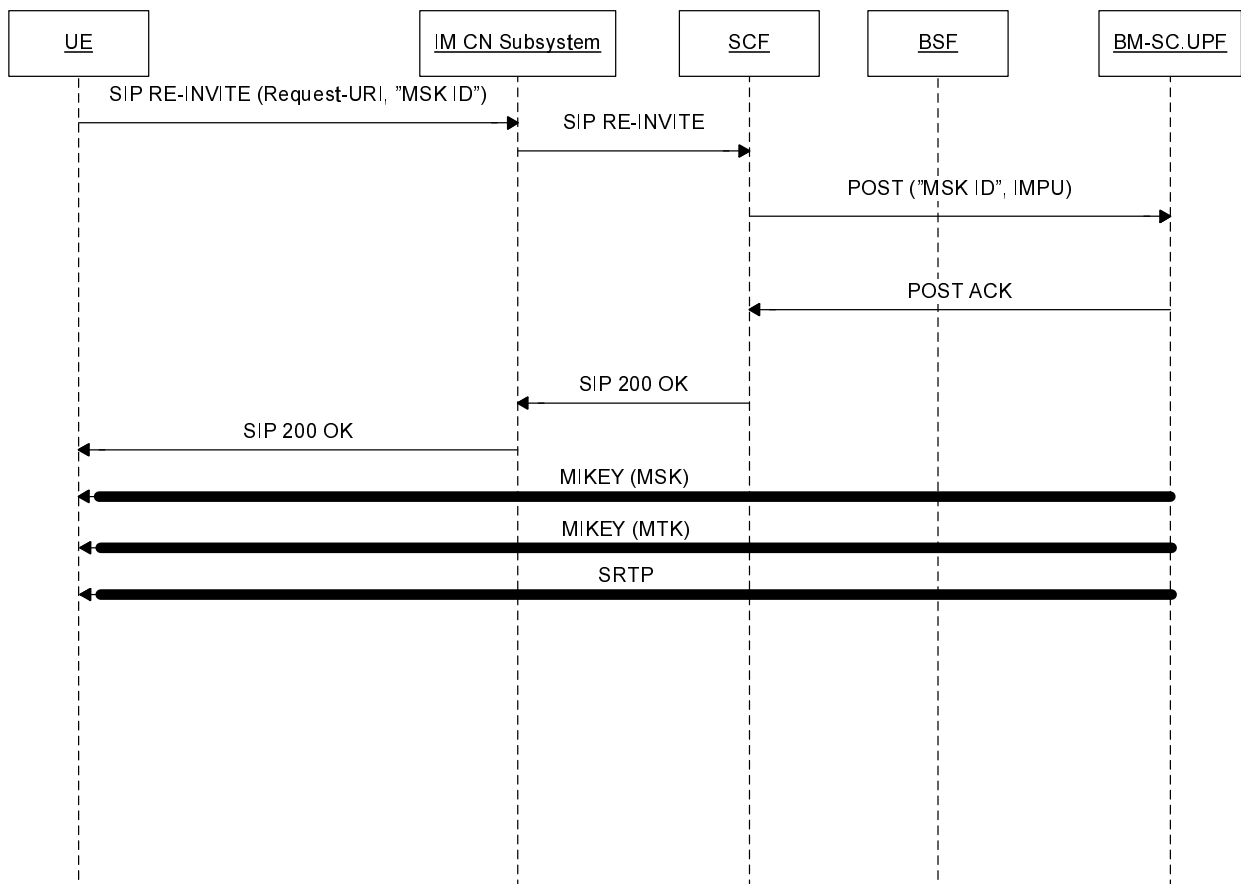 UE
IM CN Subsystem
SCF
BSF
BM-SC.UPF
SIP RE-INVITE (Request-URI, ”MSK ID”)
SIP RE-INVITE
POST (”MSK ID”, IMPU)
POST ACK
SIP 200 OK
SIP 200 OK
MIKEY (MSK)
MIKEY (MTK)
SRTP